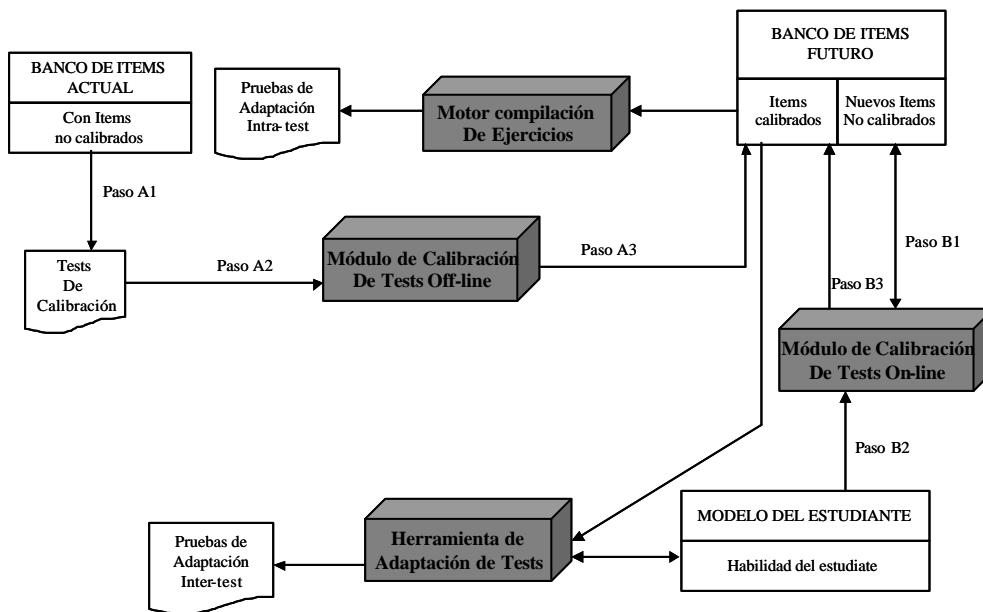 BANCO DE ITEMS
ACTUAL
Con Items
no calibrados
Pruebas de
Adaptación
Intra-test
Motor compilación
De Ejercicios
BANCO DE ITEMS
FUTURO
Items
calibrados
Nuevos Items
No calibrados
Paso A1
Tests
De
Calibración
Paso A2
Módulo de Calibración
De Tests Off-line
Paso A3
Paso B1
Paso B3
Módulo de Calibración
De Tests On-line
Paso B2
Pruebas de
Adaptación
Inter-test
Herramienta de
Adaptación de Tests
MODELO DEL ESTUDIANTE
Habilidad del estudiate